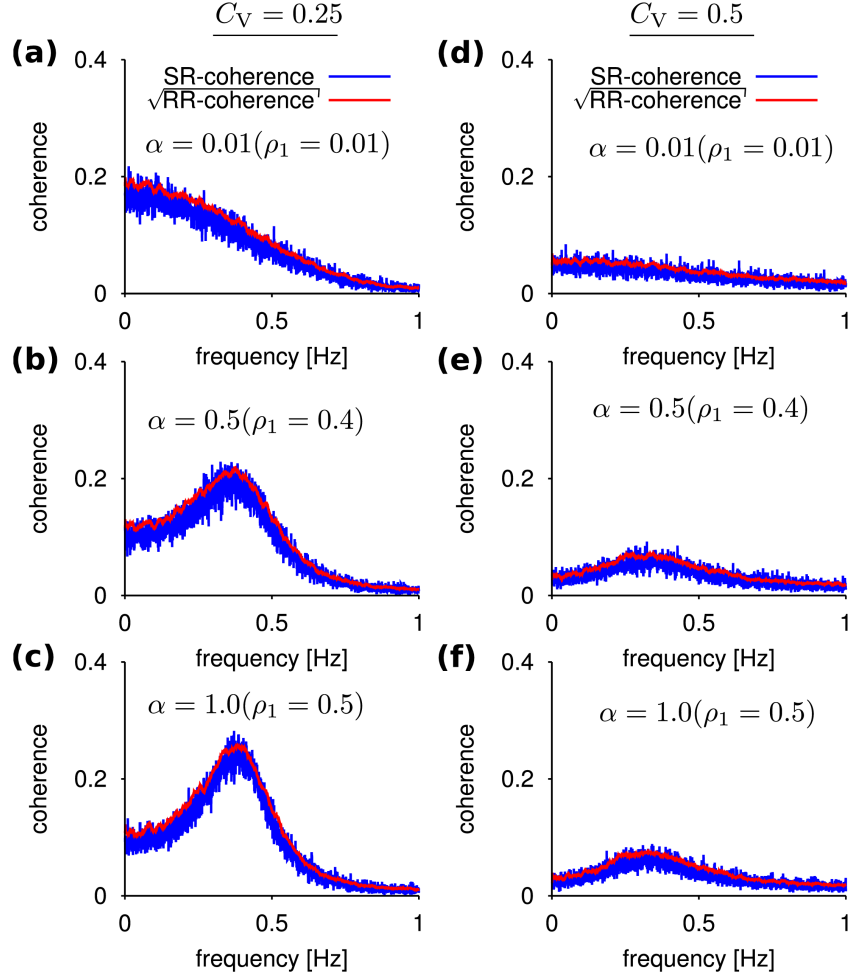 C_V = 0.25
(a)
0.4
SR-coherence
√RR-coherence
α = 0.01(ρ₁ = 0.01)
coherence
0.2
0
0
0.5
1
frequency [Hz]
(b)
0.4
α = 0.5(ρ₁ = 0.4)
coherence
0.2
0
0
0.5
1
frequency [Hz]
(c)
0.4
α = 1.0(ρ₁ = 0.5)
coherence
0.2
0
0
0.5
1
frequency [Hz]
C_V = 0.5
(d)
0.4
SR-coherence
√RR-coherence
α = 0.01(ρ₁ = 0.01)
coherence
0.2
0
0
0.5
1
frequency [Hz]
(e)
0.4
α = 0.5(ρ₁ = 0.4)
coherence
0.2
0
0
0.5
1
frequency [Hz]
(f)
0.4
α = 1.0(ρ₁ = 0.5)
coherence
0.2
0
0
0.5
1
frequency [Hz]